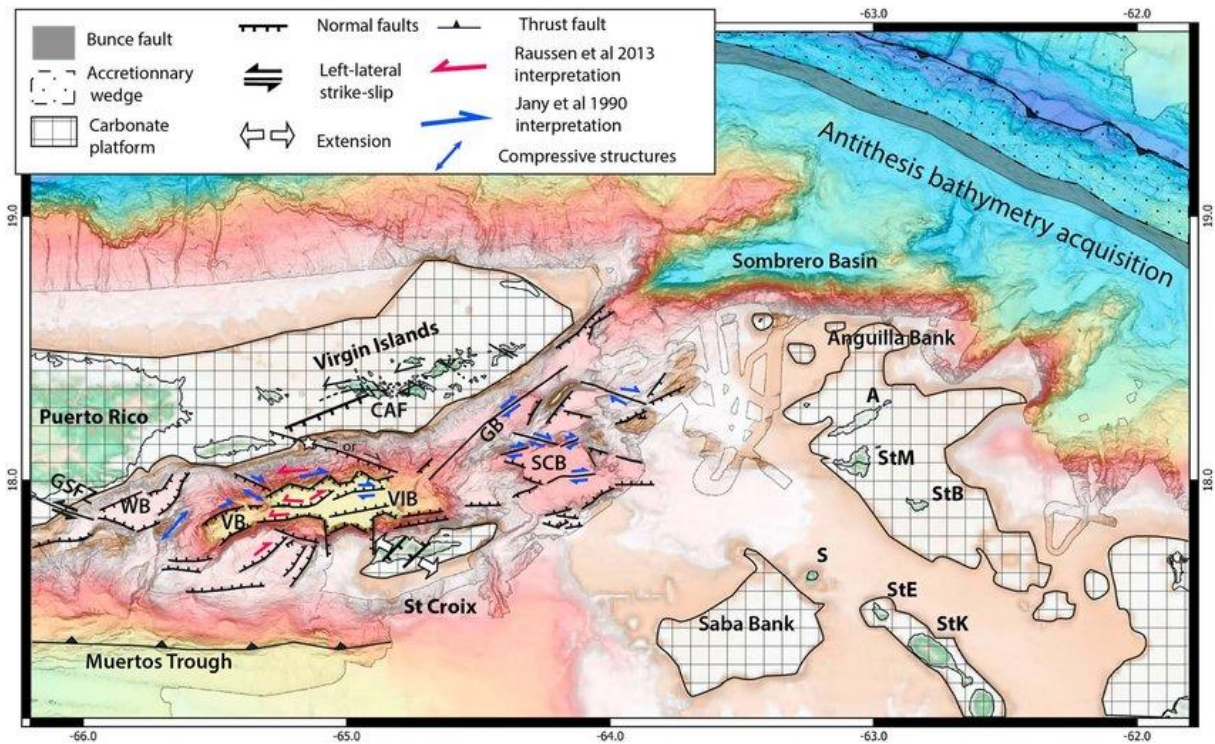 -63.0
-62.0
Bunce fault
Accretionnary
wedge
Carbonate
platform
Normal faults
Left-lateral
strike-slip
Extension
Thrust fault
Raussen et al 2013
interpretation
Jany et al 1990
interpretation
Compressive structures
Antithesis bathymetry acquisition
19.0
19.0
Sombrero Basin
Virgin Islands
Anguilla Bank
Puerto Rico
CAF
A
GB
or
StM
18.0
18.0
SCB
GSF
WB
VIB
StB
VB
S
StE
St Croix
Saba Bank
StK
Muertos Trough
-66.0
-65.0
-64.0
-63.0
-62.0